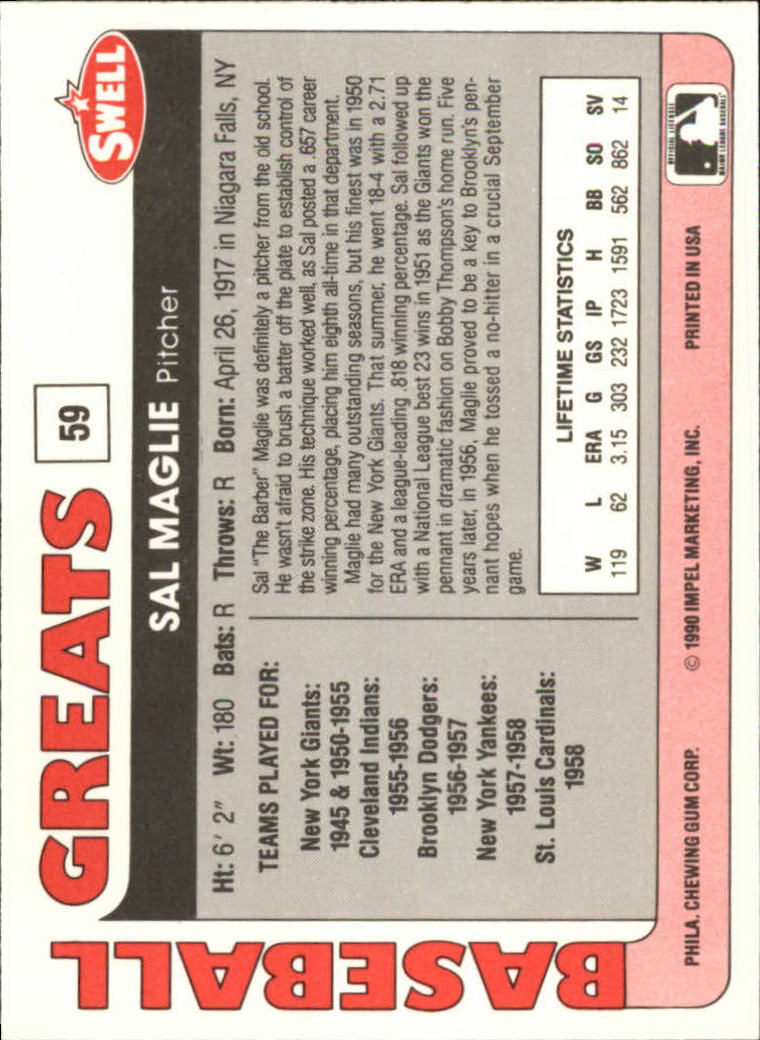 BASEBALL
GREATS
59
SWELL
SAL MAGLIE Pitcher
Ht: 6' 2" Wt: 180 Bats: R Throws: R Born: April 26, 1917 in Niagara Falls, NY
TEAMS PLAYED FOR:
New York Giants:
1945 & 1950-1955
Cleveland Indians:
1955-1956
Brooklyn Dodgers:
1956-1957
New York Yankees:
1957-1958
St. Louis Cardinals:
1958
Sal "The Barber" Maglie was definitely a pitcher from the old school.
He wasn't afraid to brush a batter off the plate to establish control of
the strike zone. His technique worked well, as Sal posted a .657 career
winning percentage, placing him eighth all-time in that department.
Maglie had many outstanding seasons, but his finest was in 1950
for the New York Giants. That summer, he went 18-4 with a 2.71
ERA and a league-leading .818 winning percentage. Sal followed up
with a National League best 23 wins in 1951 as the Giants won the
pennant in dramatic fashion on Bobby Thompson's home run. Five
years later, in 1956, Maglie proved to be a key to Brooklyn's pen-
nant hopes when he tossed a no-hitter in a crucial September
game.
LIFETIME STATISTICS
W L ERA G GS IP H BB SO SV
119 62 3.15 303 232 1723 1591 562 862 14
PHILA. CHEWING GUM CORP. © 1990 IMPEL MARKETING, INC. PRINTED IN USA
OFFICIAL LICENSEE
MAJOR LEAGUE BASEBALL